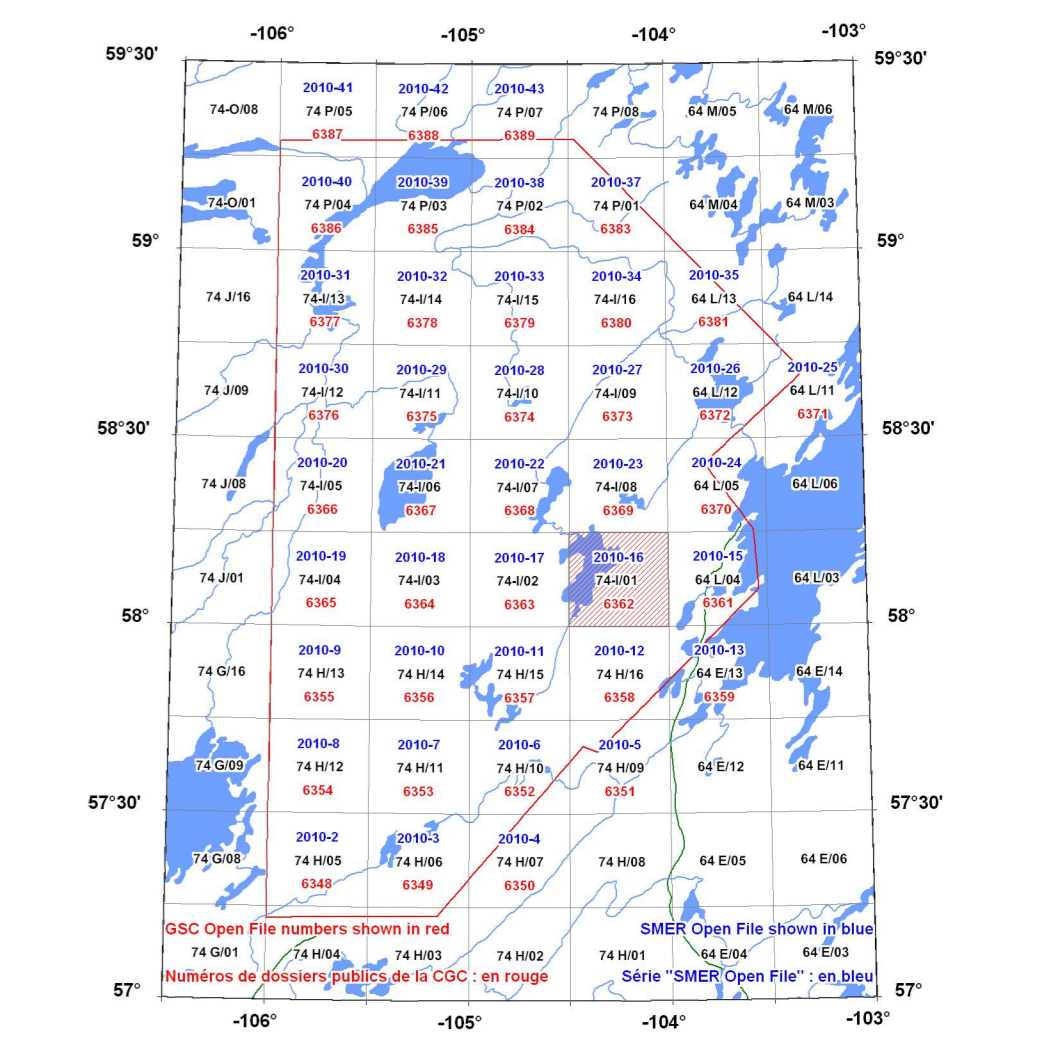 -106° -105° -104° -103°
59°30' 59°30'
2010-41 2010-42 2010-43
74-O/08 74 P/05 74 P/06 74 P/07 74 P/08 64 M/05 64 M/06
6387 6388 6389
2010-40 2010-39 2010-38 2010-37
74-O/01 74 P/04 74 P/03 74 P/02 74 P/01 64 M/04 64 M/03
6386 6385 6384 6383
59° 59°
2010-31 2010-32 2010-33 2010-34 2010-35
74 J/16 74-I/13 74-I/14 74-I/15 74-I/16 64 L/13 64 L/14
6377 6378 6379 6380 6381
2010-30 2010-29 2010-28 2010-27 2010-26 2010-25
74 J/09 74-I/12 74-I/11 74-I/10 74-I/09 64 L/12 64 L/11
6376 6375 6374 6373 6372 6371
58°30' 58°30'
2010-20 2010-21 2010-22 2010-23 2010-24
74 J/08 74-I/05 74-I/06 74-I/07 74-I/08 64 L/05 64 L/06
6366 6367 6368 6369 6370
2010-19 2010-18 2010-17 2010-16 2010-15
74 J/01 74-I/04 74-I/03 74-I/02 74-I/01 64 L/04 64 L/03
6365 6364 6363 6362 6361
58° 58°
2010-9 2010-10 2010-11 2010-12 2010-13
74 G/16 74 H/13 74 H/14 74 H/15 74 H/16 64 E/13 64 E/14
6355 6356 6357 6358 6359
2010-8 2010-7 2010-6 2010-5
74 G/09 74 H/12 74 H/11 74 H/10 74 H/09 64 E/12 64 E/11
6354 6353 6352 6351
57°30' 57°30'
2010-2 2010-3 2010-4
74 G/08 74 H/05 74 H/06 74 H/07 74 H/08 64 E/05 64 E/06
6348 6349 6350
GSC Open File numbers shown in red SMER Open File shown in blue
74 G/01 74 H/04 74 H/03 74 H/02 74 H/01 64 E/04 64 E/03
Numéros de dossiers publics de la CGC : en rouge Série "SMER Open File" : en bleu
57° 57°
-106° -105° -104° -103°